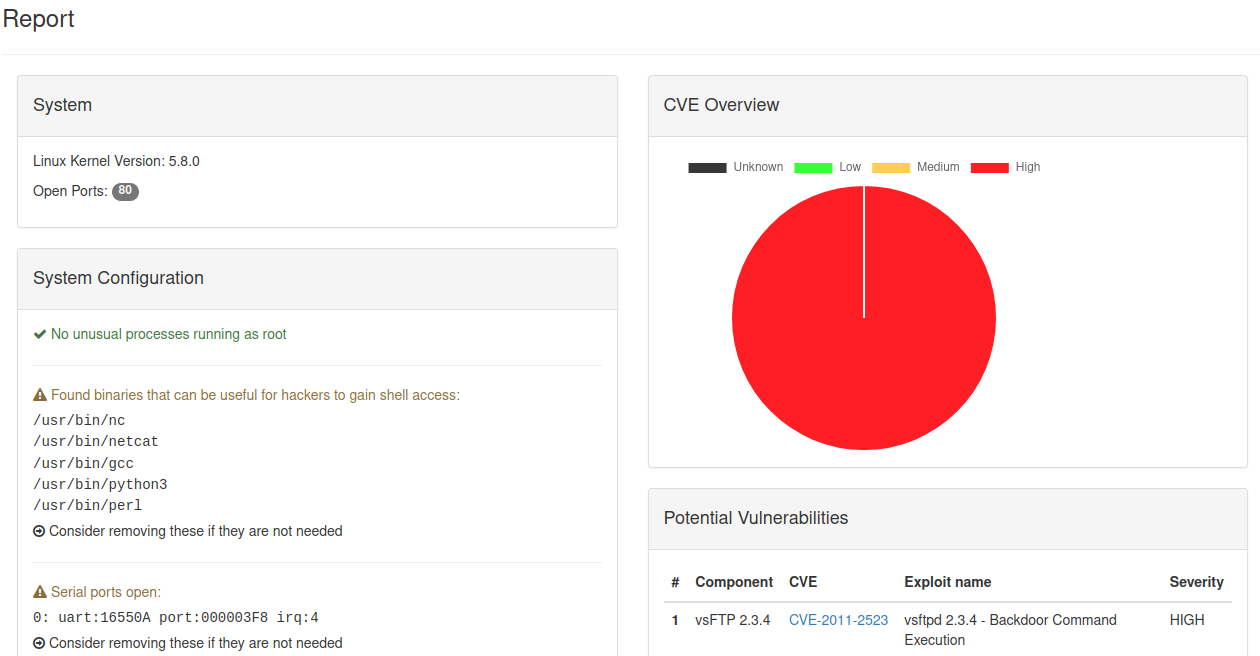 Report
System
Linux Kernel Version: 5.8.0
Open Ports: 80
System Configuration
No unusual processes running as root
Found binaries that can be useful for hackers to gain shell access:
/usr/bin/nc
/usr/bin/netcat
/usr/bin/gcc
/usr/bin/python3
/usr/bin/perl
Consider removing these if they are not needed
Serial ports open:
0: uart:16550A port:000003F8 irq:4
Consider removing these if they are not needed
CVE Overview
Unknown Low Medium High
Potential Vulnerabilities
# Component CVE Exploit name Severity
1 vsFTP 2.3.4 CVE-2011-2523 vsftpd 2.3.4 - Backdoor Command HIGH
Execution